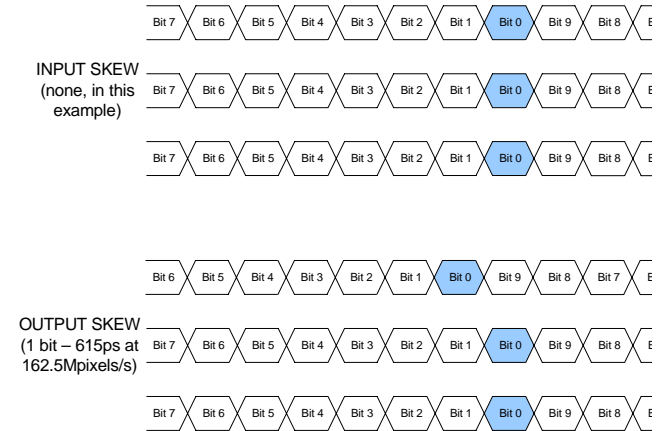 Bit 7 Bit 6 Bit 5 Bit 4 Bit 3 Bit 2 Bit 1 Bit 0 Bit 9 Bit 8
INPUT SKEW
(none, in this
example)
Bit 7 Bit 6 Bit 5 Bit 4 Bit 3 Bit 2 Bit 1 Bit 0 Bit 9 Bit 8
Bit 7 Bit 6 Bit 5 Bit 4 Bit 3 Bit 2 Bit 1 Bit 0 Bit 9 Bit 8
Bit 6 Bit 5 Bit 4 Bit 3 Bit 2 Bit 1 Bit 0 Bit 9 Bit 8 Bit 7
OUTPUT SKEW
(1 bit – 615ps at
162.5Mpixels/s)
Bit 7 Bit 6 Bit 5 Bit 4 Bit 3 Bit 2 Bit 1 Bit 0 Bit 9 Bit 8
Bit 7 Bit 6 Bit 5 Bit 4 Bit 3 Bit 2 Bit 1 Bit 0 Bit 9 Bit 8